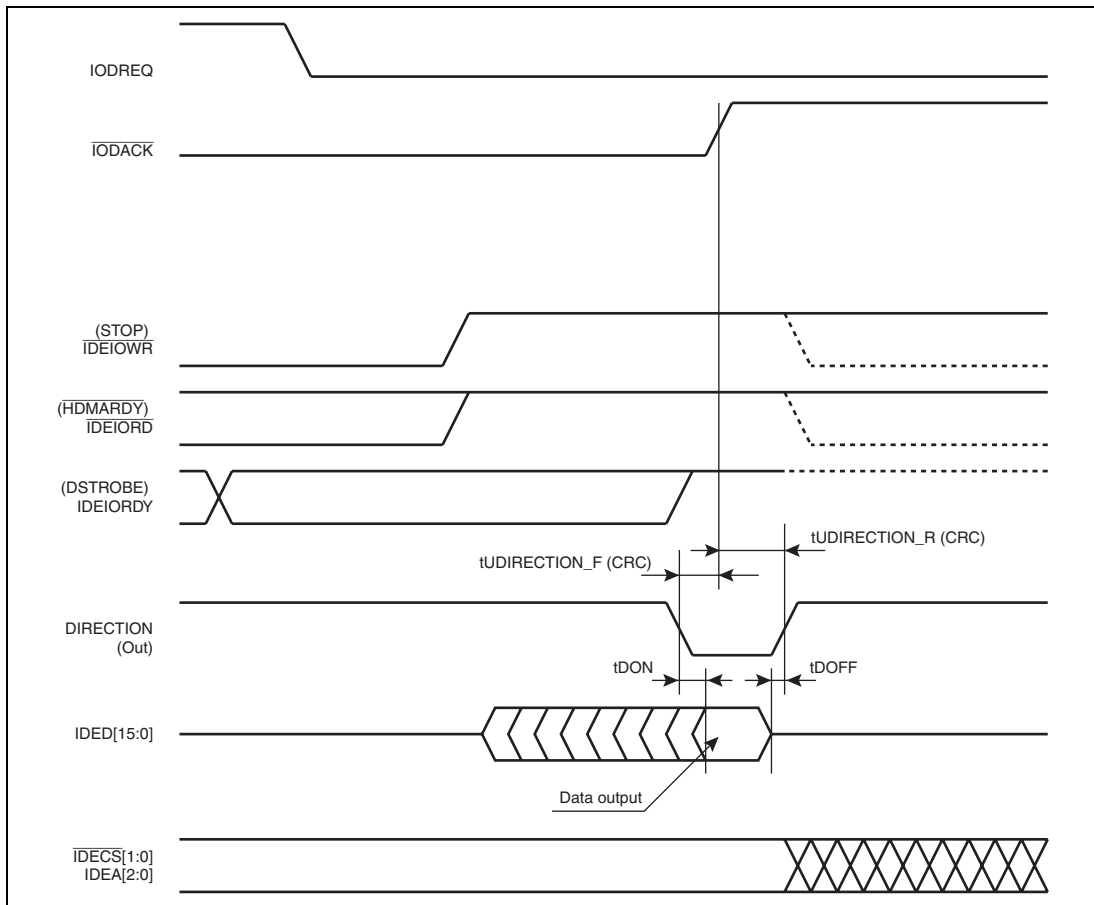 IODREQ
IODACK
(STOP)
IDEIOWR
(HDMARDY)
IDEIORD
(DSTROBE)
IDEIORDY
tUDIRECTION_R (CRC)
tUDIRECTION_F (CRC)
DIRECTION
(Out)
tDON
tDOFF
IDED[15:0]
Data output
IDECS[1:0]
IDEA[2:0]